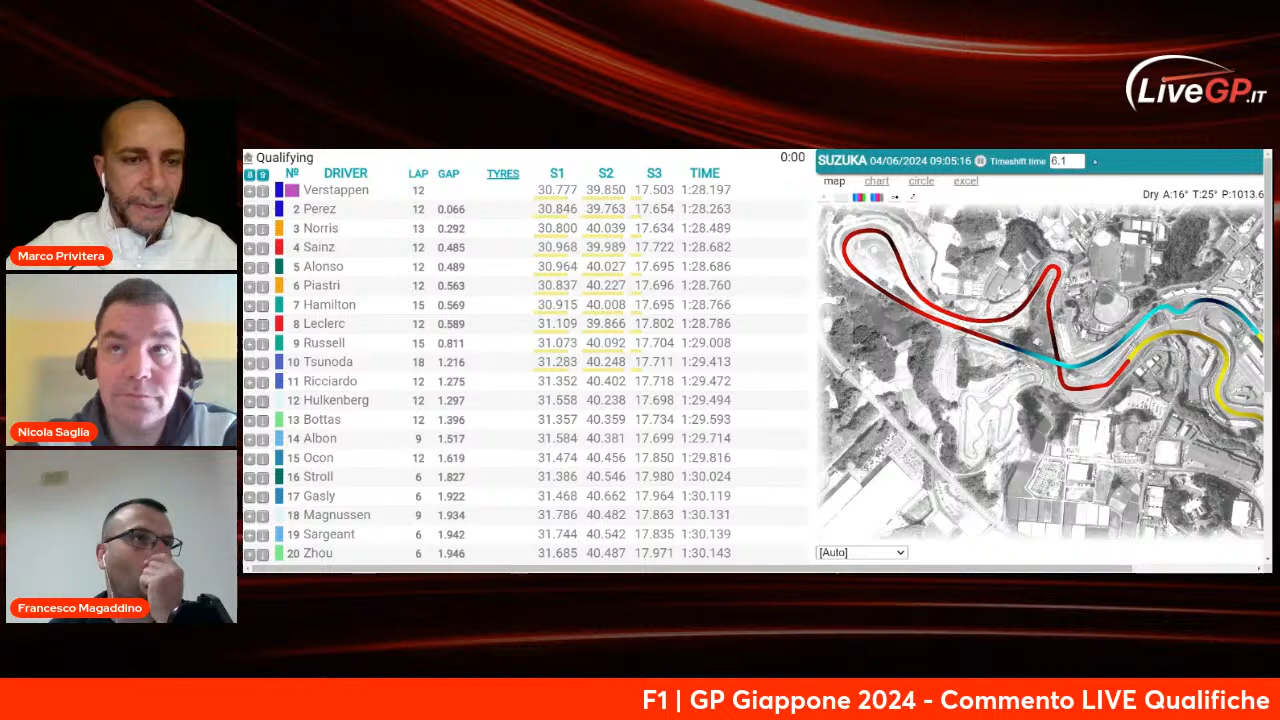 LiveGP.IT
Marco Privitera
Nicola Saglia
Francesco Magaddino
Qualifying 0:00
Nº DRIVER LAP GAP TYRES S1 S2 S3 TIME
Verstappen 12 30.777 39.850 17.503 1:28.197
2 Perez 12 0.066 30.846 39.763 17.654 1:28.263
3 Norris 13 0.292 30.800 40.039 17.634 1:28.489
4 Sainz 12 0.485 30.968 39.989 17.722 1:28.682
5 Alonso 12 0.489 30.964 40.027 17.695 1:28.686
6 Piastri 12 0.563 30.837 40.227 17.696 1:28.760
7 Hamilton 15 0.569 30.915 40.008 17.695 1:28.766
8 Leclerc 12 0.589 31.109 39.866 17.802 1:28.786
9 Russell 15 0.811 31.073 40.092 17.704 1:29.008
10 Tsunoda 18 1.216 31.283 40.248 17.711 1:29.413
11 Ricciardo 12 1.275 31.352 40.402 17.718 1:29.472
12 Hulkenberg 12 1.297 31.558 40.238 17.698 1:29.494
13 Bottas 12 1.396 31.357 40.359 17.734 1:29.593
14 Albon 9 1.517 31.584 40.381 17.699 1:29.714
15 Ocon 12 1.619 31.474 40.456 17.850 1:29.816
16 Stroll 6 1.827 31.386 40.546 17.980 1:30.024
17 Gasly 6 1.922 31.468 40.662 17.964 1:30.119
18 Magnussen 9 1.934 31.786 40.482 17.863 1:30.131
19 Sargeant 6 1.942 31.744 40.542 17.835 1:30.139
20 Zhou 6 1.946 31.685 40.487 17.971 1:30.143
SUZUKA 04/06/2024 09:05:16 Timeshift time 6.1
map chart circle excel
Dry A:16° T:25° P:1013.6
[Auto]
F1 | GP Giappone 2024 - Commento LIVE Qualifiche